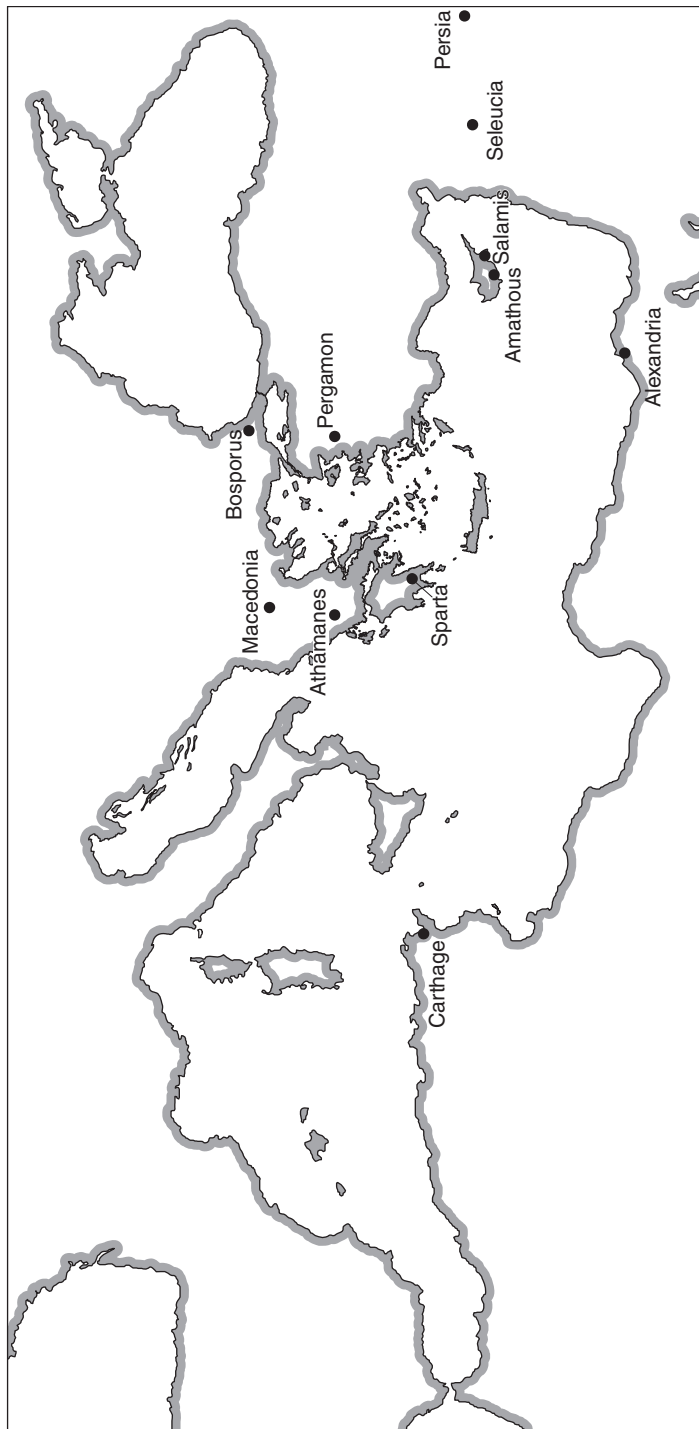 Persia
Seleucia
Salamis
Amathous
Alexandria
Pergamon
Bosporus
Macedonia
Athamanes
Sparta
Carthage